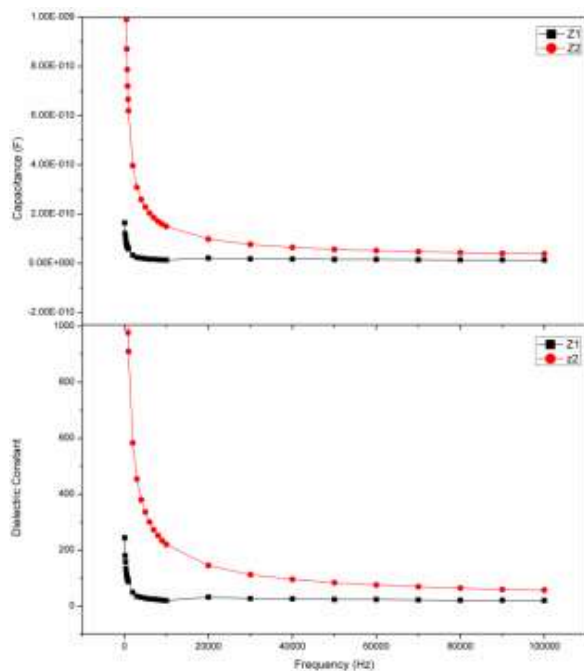 1.00E-009
8.00E-010
6.00E-010
4.00E-010
2.00E-010
0.00E+000
-2.00E-010
Capacitance (F)
Z1
Z2
1000
800
600
400
200
0
Dielectric Constant
Z1
z2
0 20000 40000 60000 80000 100000
Frequency (Hz)